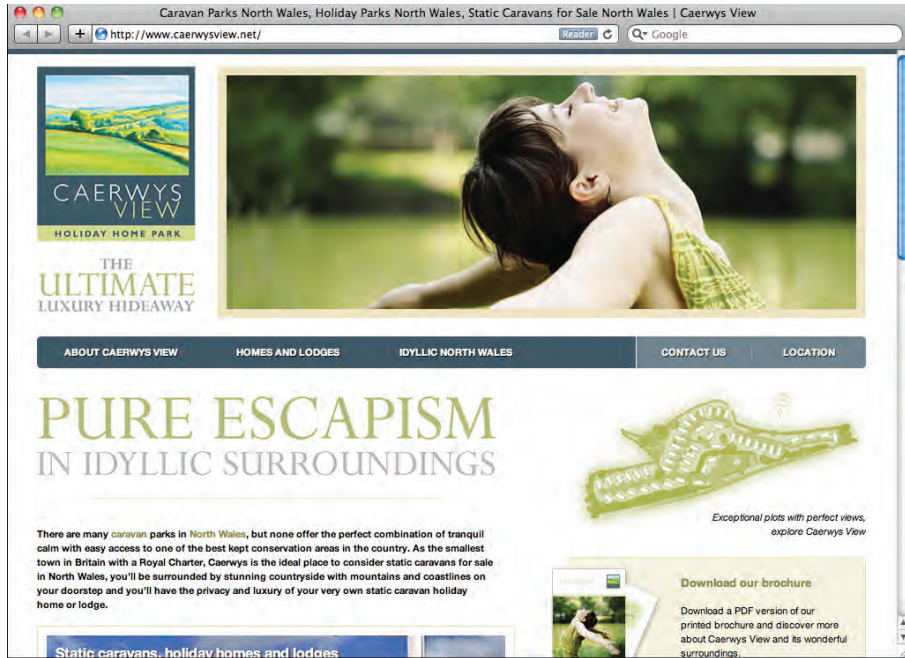 Caravan Parks North Wales, Holiday Parks North Wales, Static Caravans for Sale North Wales | Caerwys View
http://www.caerwysview.net/
Reader
Google
CAERWYS
VIEW
HOLIDAY HOME PARK
THE
ULTIMATE
LUXURY HIDEAWAY
ABOUT CAERWYS VIEW HOMES AND LODGES IDYLLIC NORTH WALES CONTACT US LOCATION
PURE ESCAPISM
IN IDYLLIC SURROUNDINGS
There are many caravan parks in North Wales, but none offer the perfect combination of tranquil
calm with easy access to one of the best kept conservation areas in the country. As the smallest
town in Britain with a Royal Charter, Caerwys is the ideal place to consider static caravans for sale
in North Wales, you'll be surrounded by stunning countryside with mountains and coastlines on
your doorstep and you'll have the privacy and luxury of your very own static caravan holiday
home or lodge.
Static caravans, holiday homes and lodges
Exceptional plots with perfect views,
explore Caerwys View
Download our brochure
Download a PDF version of our
printed brochure and discover more
about Caerwys View and its wonderful
surroundings.